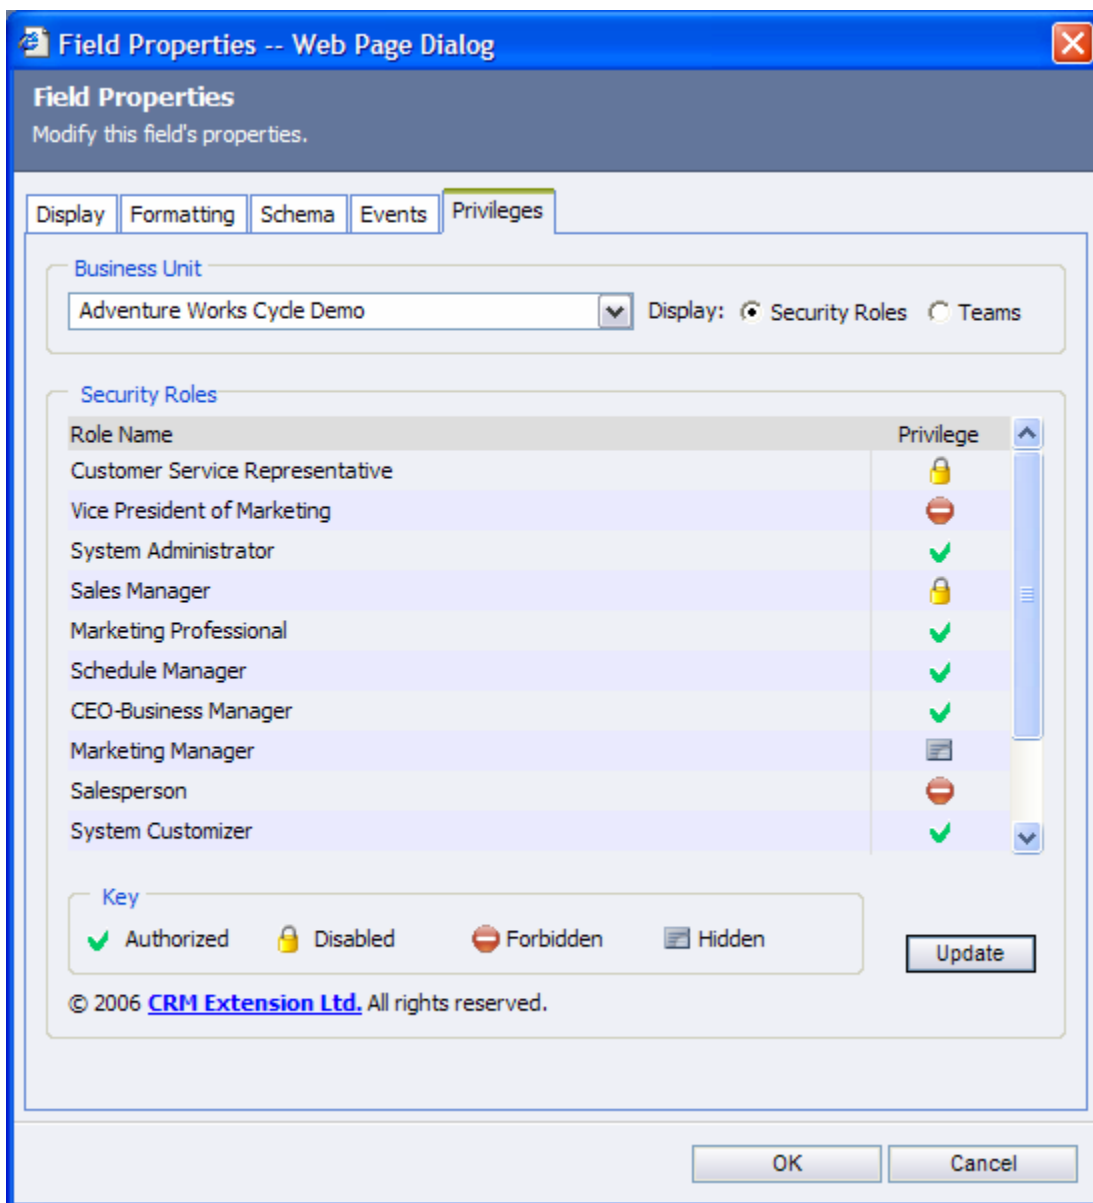 Field Properties -- Web Page Dialog
Field Properties
Modify this field's properties.
Display Formatting Schema Events Privileges
Business Unit
Adventure Works Cycle Demo Display: Security Roles Teams
Security Roles
Role Name Privilege
Customer Service Representative
Vice President of Marketing
System Administrator
Sales Manager
Marketing Professional
Schedule Manager
CEO-Business Manager
Marketing Manager
Salesperson
System Customizer
Key
Authorized Disabled Forbidden Hidden
Update
© 2006 CRM Extension Ltd. All rights reserved.
OK Cancel